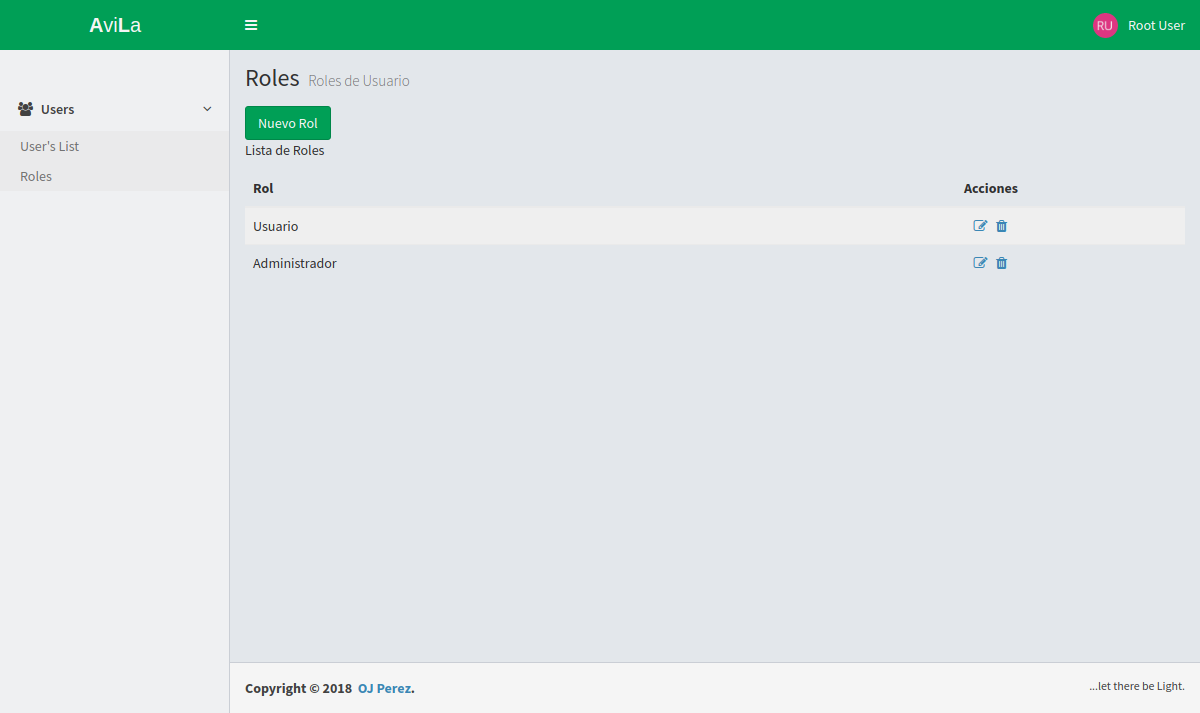 AviLa
RU Root User
Users
User's List
Roles
Roles Roles de Usuario
Nuevo Rol
Lista de Roles
Rol Acciones
Usuario
Administrador
Copyright © 2018 OJ Perez.
...let there be Light.